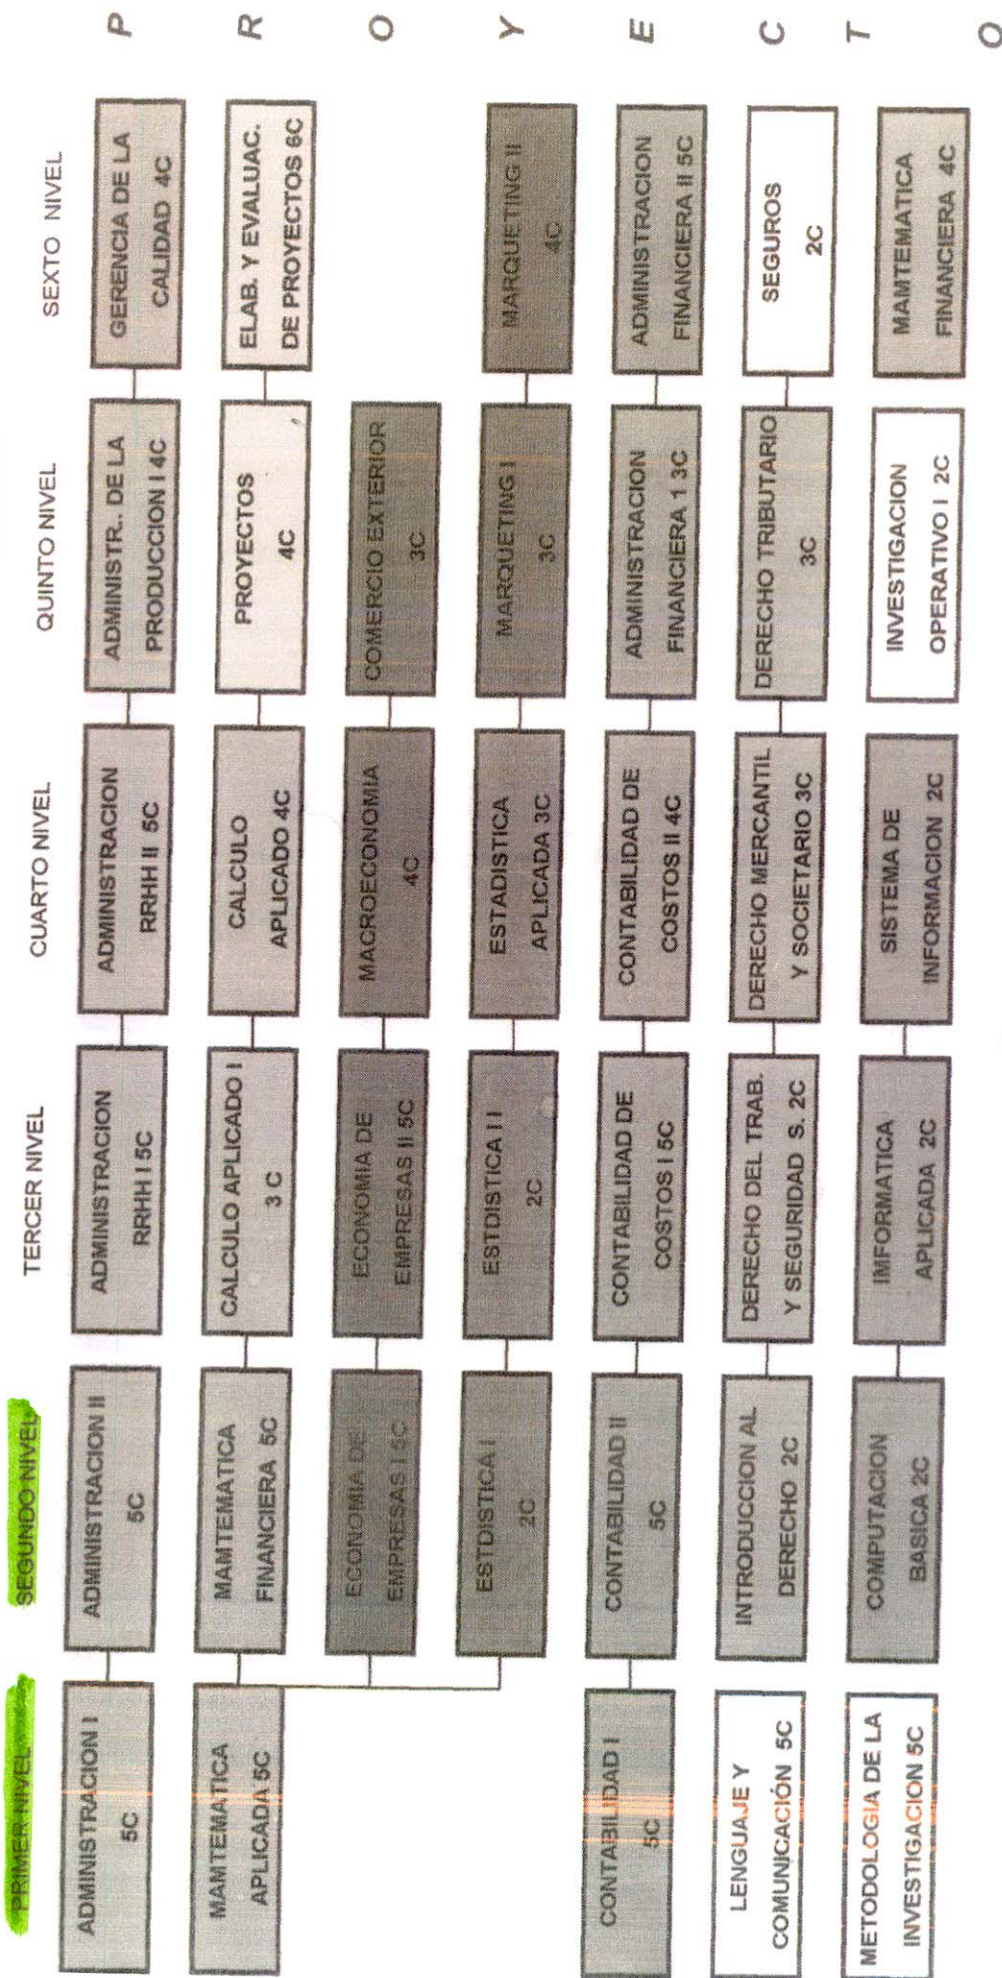 PRIMER NIVEL
SEGUNDO NIVEL
TERCER NIVEL
CUARTO NIVEL
QUINTO NIVEL
SEXTO NIVEL
ADMINISTRACION I
5C
ADMINISTRACION II
5C
ADMINISTRACION
RRHH I 5C
ADMINISTRACION
RRHH II 5C
ADMINISTR.. DE LA
PRODUCCION I 4C
GERENCIA DE LA
CALIDAD 4C
P
MAMTEMATICA
APLICADA 5C
MAMTEMATICA
FINANCIERA 5C
CALCULO APLICADO I
3 C
CALCULO
APLICADO 4C
PROYECTOS
4C
ELAB. Y EVALUAC.
DE PROYECTOS 6C
R
ECONOMIA DE
EMPRESAS I 5C
ECONOMIA DE
EMPRESAS II 5C
MACROECONOMIA
4C
COMERCIO EXTERIOR
3C
O
ESTDISTICA I
2C
ESTDISTICA I I
2C
ESTADISTICA
APLICADA 3C
MARQUETING I
3C
MARQUETING II
4C
Y
CONTABILIDAD I
5C
CONTABILIDAD II
5C
CONTABILIDAD DE
COSTOS I 5C
CONTABILIDAD DE
COSTOS II 4C
ADMINISTRACION
FINANCIERA 1 3C
ADMINISTRACION
FINANCIERA II 5C
E
LENGUAJE Y
COMUNICACIÓN 5C
INTRODUCCION AL
DERECHO 2C
DERECHO DEL TRAB.
Y SEGURIDAD S. 2C
DERECHO MERCANTIL
Y SOCIETARIO 3C
DERECHO TRIBUTARIO
3C
SEGUROS
2C
C
METODOLOGIA DE LA
INVESTIGACION 5C
COMPUTACION
BASICA 2C
IMFORMATICA
APLICADA 2C
SISTEMA DE
INFORMACION 2C
INVESTIGACION
OPERATIVO I 2C
MAMTEMATICA
FINANCIERA 4C
T
O